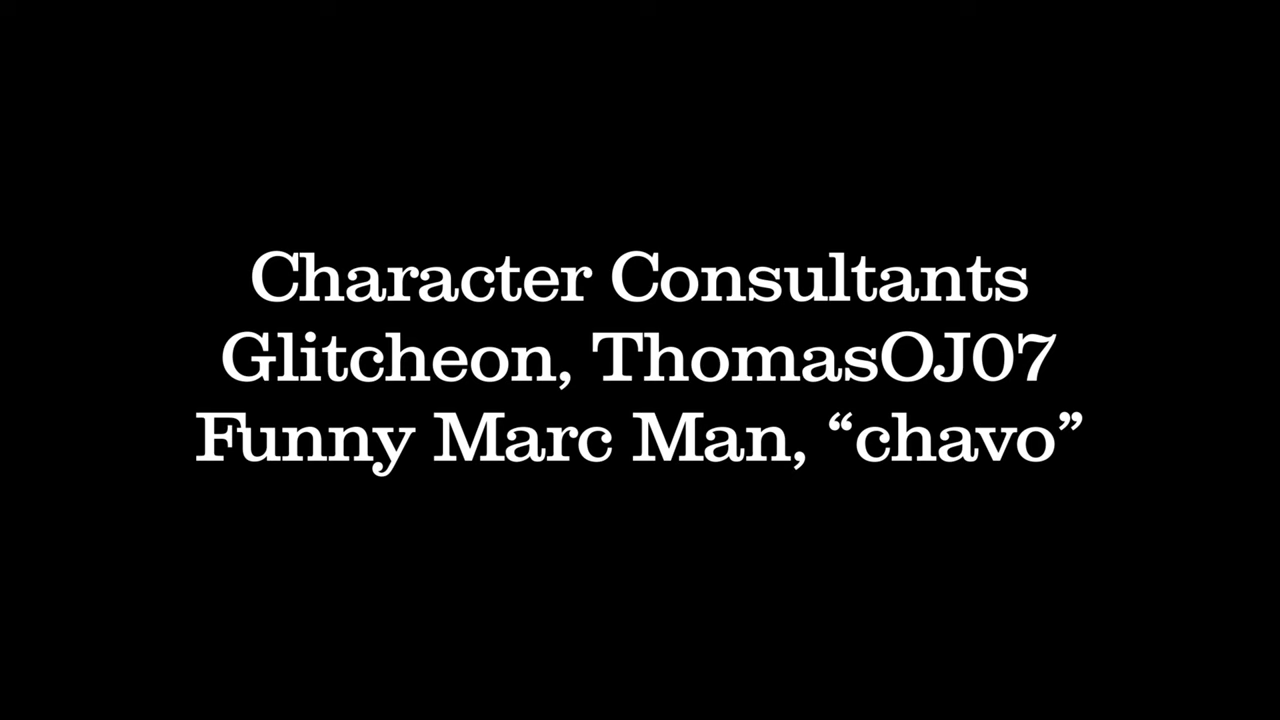 Character Consultants
Glitcheon, ThomasOJ07
Funny Marc Man, “chavo”